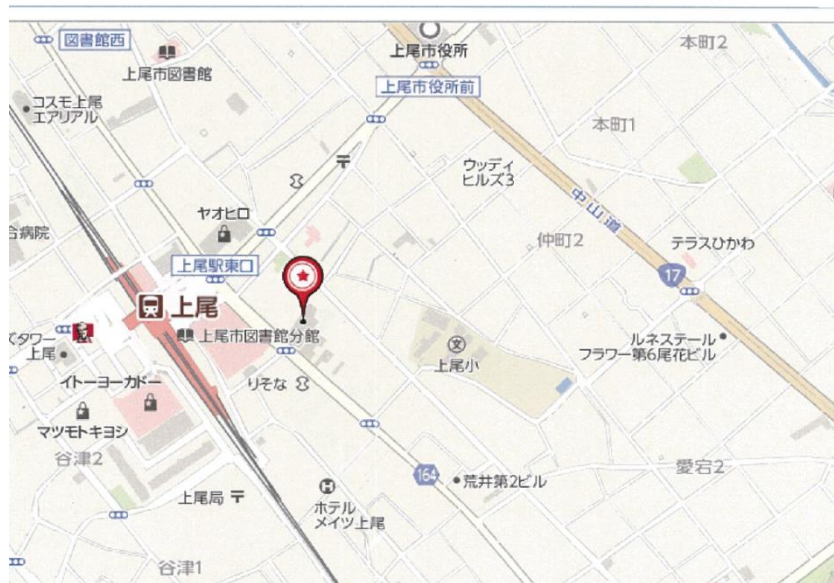 図書館西
上尾市図書館
上尾市役所
上尾市役所前
本町2
コスモ上尾
エアリアル
本町1
ウッディ
ヒルズ3
ヤオヒロ
中山道
仲町2
テラスひかわ
合病院
上尾駅東口
17
上尾
上尾市図書館分館
ズタワー
上尾
文
上尾小
ルネステール
フラワー第6尾花ビル
イトーヨーカドー
りそな
マツモトキヨシ
谷津2
164
荒井第2ビル
愛宕2
上尾局
H
ホテル
メイツ上尾
谷津1